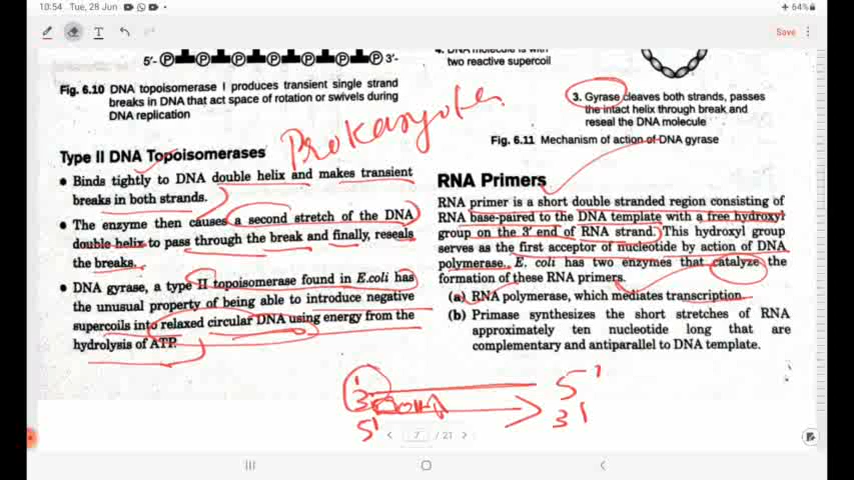 10:54 Tue, 28 Jun
64%
Save
5'- P P P P P P P 3'-
Fig. 6.10 DNA topoisomerase I produces transient single strand
breaks in DNA that act space of rotation or swivels during
DNA replication
Prokaryote
Type II DNA Topoisomerases
• Binds tightly to DNA double helix and makes transient
breaks in both strands.
• The enzyme then causes a second stretch of the DNA
double helix to pass through the break and finally, reseals
the breaks.
• DNA gyrase, a type II topoisomerase found in E.coli has
the unusual property of being able to introduce negative
supercoils into relaxed circular DNA using energy from the
hydrolysis of ATP.
4. DNA molecule is with
two reactive supercoil
3. Gyrase cleaves both strands, passes
the intact helix through break and
reseal the DNA molecule
Fig. 6.11 Mechanism of action of DNA gyrase
RNA Primers
RNA primer is a short double stranded region consisting of
RNA base-paired to the DNA template with a free hydroxyl
group on the 3' end of RNA strand. This hydroxyl group
serves as the first acceptor of nucleotide by action of DNA
polymerase. E. coli has two enzymes that catalyze the
formation of these RNA primers.
(a) RNA polymerase, which mediates transcription.
(b) Primase synthesizes the short stretches of RNA
approximately ten nucleotide long that are
complementary and antiparallel to DNA template.
3' 5'
5' 3'
7 / 21